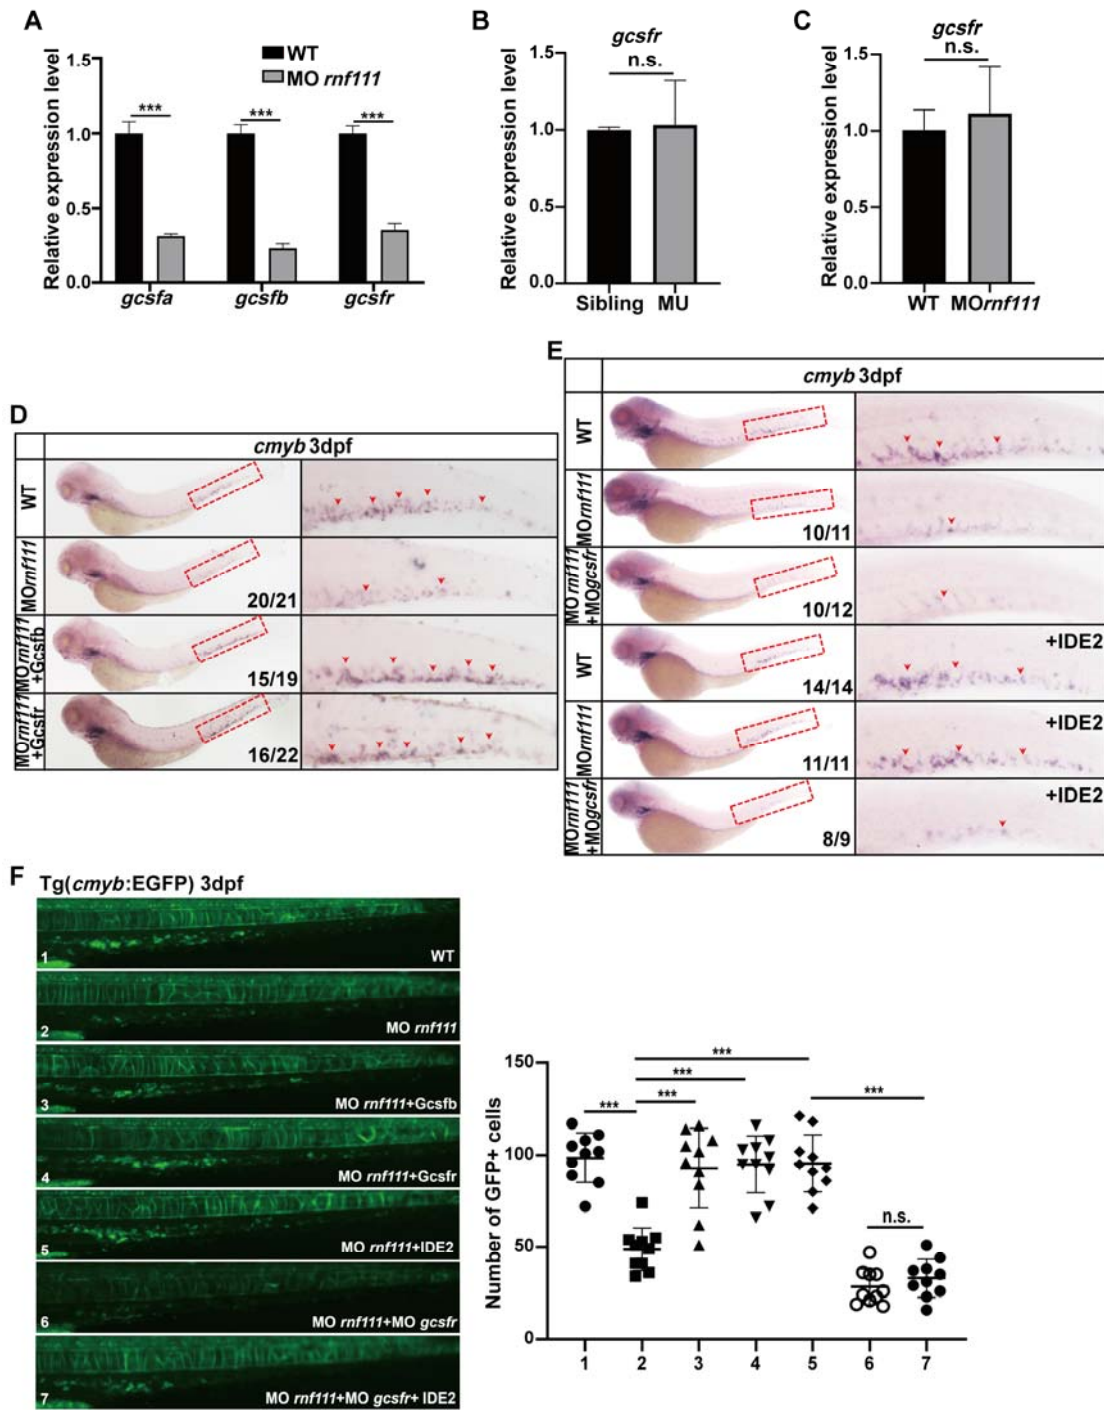 A
WT
MO rnf111
Relative expression level
1.5
1.0
0.5
0.0
***
***
***
gcsfa
gcsfb
gcsfr
B
gcsfr
n.s.
Relative expression level
1.5
1.0
0.5
0.0
Sibling
MU
C
gcsfr
n.s.
Relative expression level
1.5
1.0
0.5
0.0
WT
MOrnf111
D
cmyb 3dpf
WT
MOrnf111
20/21
MOrnf111
+Gcsfb
15/19
MOrnf111
+Gcsfr
16/22
E
cmyb 3dpf
WT
MOrnf111
10/11
MOrnf111
+MOgcsfr
10/12
WT
14/14
+IDE2
MOrnf111
11/11
+IDE2
MOrnf111
+MOgcsfr
8/9
+IDE2
F
Tg(cmyb:EGFP) 3dpf
1
WT
2
MO rnf111
3
MO rnf111+Gcsfb
4
MO rnf111+Gcsfr
5
MO rnf111+IDE2
6
MO rnf111+MO gcsfr
7
MO rnf111+MO gcsfr+ IDE2
Number of GFP+ cells
150
100
50
0
***
***
***
***
***
n.s.
1
2
3
4
5
6
7